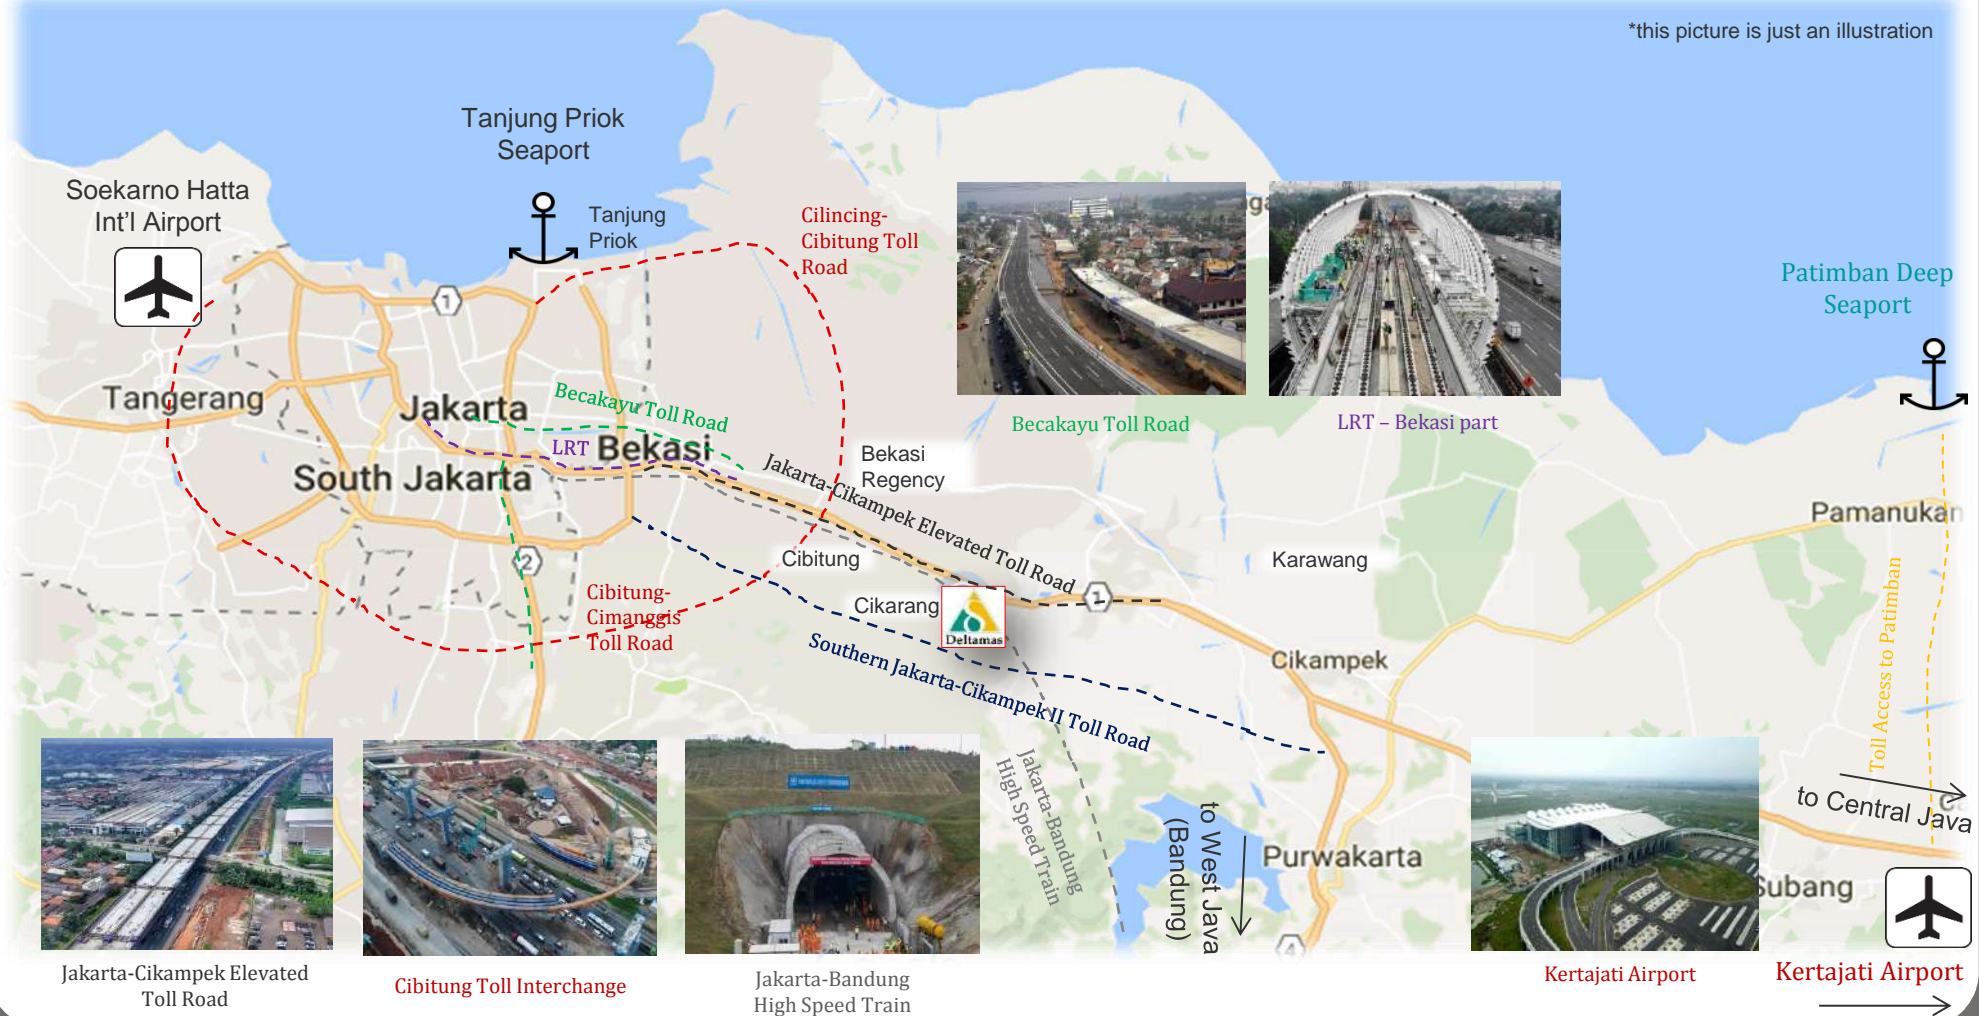 *this picture is just an illustration
Tanjung Priok
Seaport
Soekarno Hatta
Int'l Airport
Tanjung
Priok
Cilincing-
Cibitung Toll
Road
Patimban Deep
Seaport
1
Tangerang
Jakarta
Becakayu Toll Road
LRT
Bekasi
South Jakarta
Becakayu Toll Road
LRT – Bekasi part
Bekasi
Regency
Jakarta-Cikampek Elevated Toll Road
Pamanukan
2
Cibitung
Karawang
Cibitung-
Cimanggis
Toll Road
Cikarang
Deltamas
1
Southern Jakarta-Cikampek II Toll Road
Cikampek
Toll Access to Patimban
Jakarta-Bandung
High Speed Train
to West Java
(Bandung)
to Central Java
Purwakarta
Subang
4
Jakarta-Cikampek Elevated
Toll Road
Cibitung Toll Interchange
Jakarta-Bandung
High Speed Train
Kertajati Airport
Kertajati Airport